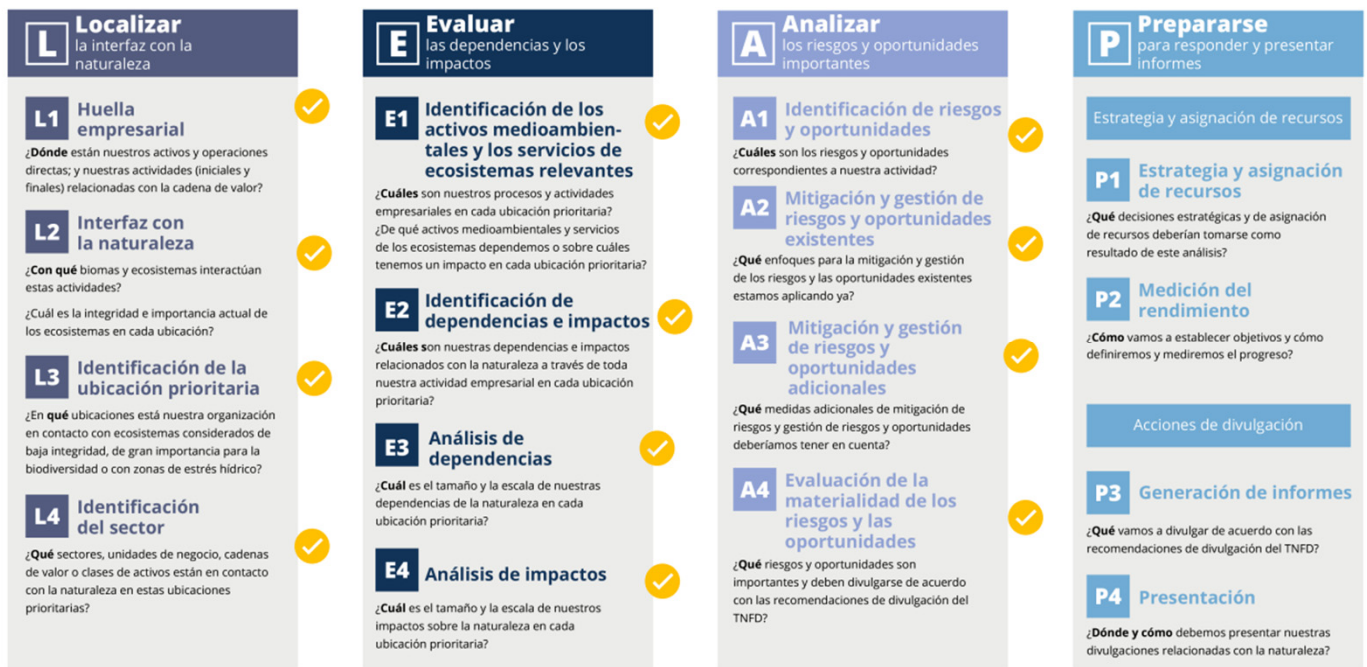 L
Localizar
la interfaz con la
naturaleza
L1
Huella
empresarial
¿Dónde están nuestros activos y operaciones
directas; y nuestras actividades (iniciales y
finales) relacionadas con la cadena de valor?
L2
Interfaz con
la naturaleza
¿Con qué biomas y ecosistemas interactúan
estas actividades?
¿Cuál es la integridad e importancia actual de
los ecosistemas en cada ubicación?
L3
Identificación de la
ubicación prioritaria
¿En qué ubicaciones está nuestra organización
en contacto con ecosistemas considerados de
baja integridad, de gran importancia para la
biodiversidad o con zonas de estrés hídrico?
L4
Identificación
del sector
¿Qué sectores, unidades de negocio, cadenas
de valor o clases de activos están en contacto
con la naturaleza en estas ubicaciones
prioritarias?
E
Evaluar
las dependencias y los
impactos
E1
Identificación de los
activos medioambien-
tales y los servicios de
ecosistemas relevantes
¿Cuáles son nuestros procesos y actividades
empresariales en cada ubicación prioritaria?
¿De qué activos medioambientales y servicios
de los ecosistemas dependemos o sobre cuáles
tenemos un impacto en cada ubicación prioritaria?
E2
Identificación de
dependencias e impactos
¿Cuáles son nuestras dependencias e impactos
relacionados con la naturaleza a través de toda
nuestra actividad empresarial en cada ubicación
prioritaria?
E3
Análisis de
dependencias
¿Cuál es el tamaño y la escala de nuestras
dependencias de la naturaleza en cada
ubicación prioritaria?
E4
Análisis de impactos
¿Cuál es el tamaño y la escala de nuestros
impactos sobre la naturaleza en cada
ubicación prioritaria?
A
Analizar
los riesgos y oportunidades
importantes
A1
Identificación de riesgos
y oportunidades
¿Cuáles son los riesgos y oportunidades
correspondientes a nuestra actividad?
A2
Mitigación y gestión de
riesgos y oportunidades
existentes
¿Qué enfoques para la mitigación y gestión
de los riesgos y las oportunidades existentes
estamos aplicando ya?
A3
Mitigación y gestión
de riesgos y
oportunidades
adicionales
¿Qué medidas adicionales de mitigación de
riesgos y gestión de riesgos y oportunidades
deberíamos tener en cuenta?
A4
Evaluación de la
materialidad de los
riesgos y las
oportunidades
¿Qué riesgos y oportunidades son
importantes y deben divulgarse de acuerdo
con las recomendaciones de divulgación del
TNFD?
P
Prepararse
para responder y presentar
informes
Estrategia y asignación de recursos
P1
Estrategia y asignación
de recursos
¿Qué decisiones estratégicas y de asignación
de recursos deberían tomarse como
resultado de este análisis?
P2
Medición del
rendimiento
¿Cómo vamos a establecer objetivos y cómo
definiremos y mediremos el progreso?
Acciones de divulgación
P3
Generación de informes
¿Qué vamos a divulgar de acuerdo con las
recomendaciones de divulgación del TNFD?
P4
Presentación
¿Dónde y cómo debemos presentar nuestras
divulgaciones relacionadas con la naturaleza?